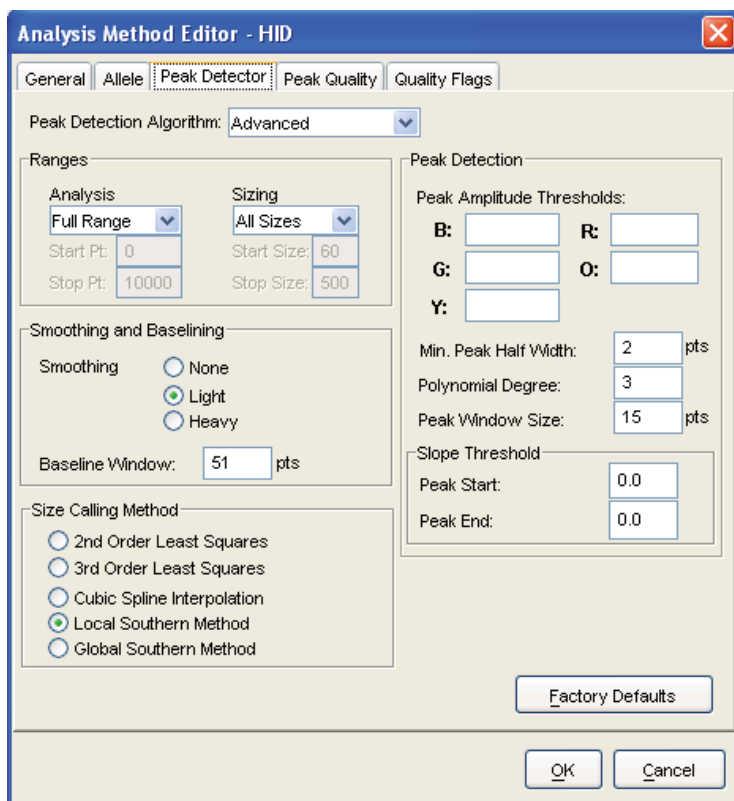 Analysis Method Editor - HID
General Allele Peak Detector Peak Quality Quality Flags
Peak Detection Algorithm: Advanced
Ranges
Analysis
Full Range
Start Pt: 0
Stop Pt: 10000
Sizing
All Sizes
Start Size: 60
Stop Size: 500
Smoothing and Baselining
Smoothing
None
Light
Heavy
Baseline Window: 51 pts
Size Calling Method
2nd Order Least Squares
3rd Order Least Squares
Cubic Spline Interpolation
Local Southern Method
Global Southern Method
Peak Detection
Peak Amplitude Thresholds:
B: R:
G: O:
Y:
Min. Peak Half Width: 2 pts
Polynomial Degree: 3
Peak Window Size: 15 pts
Slope Threshold
Peak Start: 0.0
Peak End: 0.0
Factory Defaults
OK Cancel